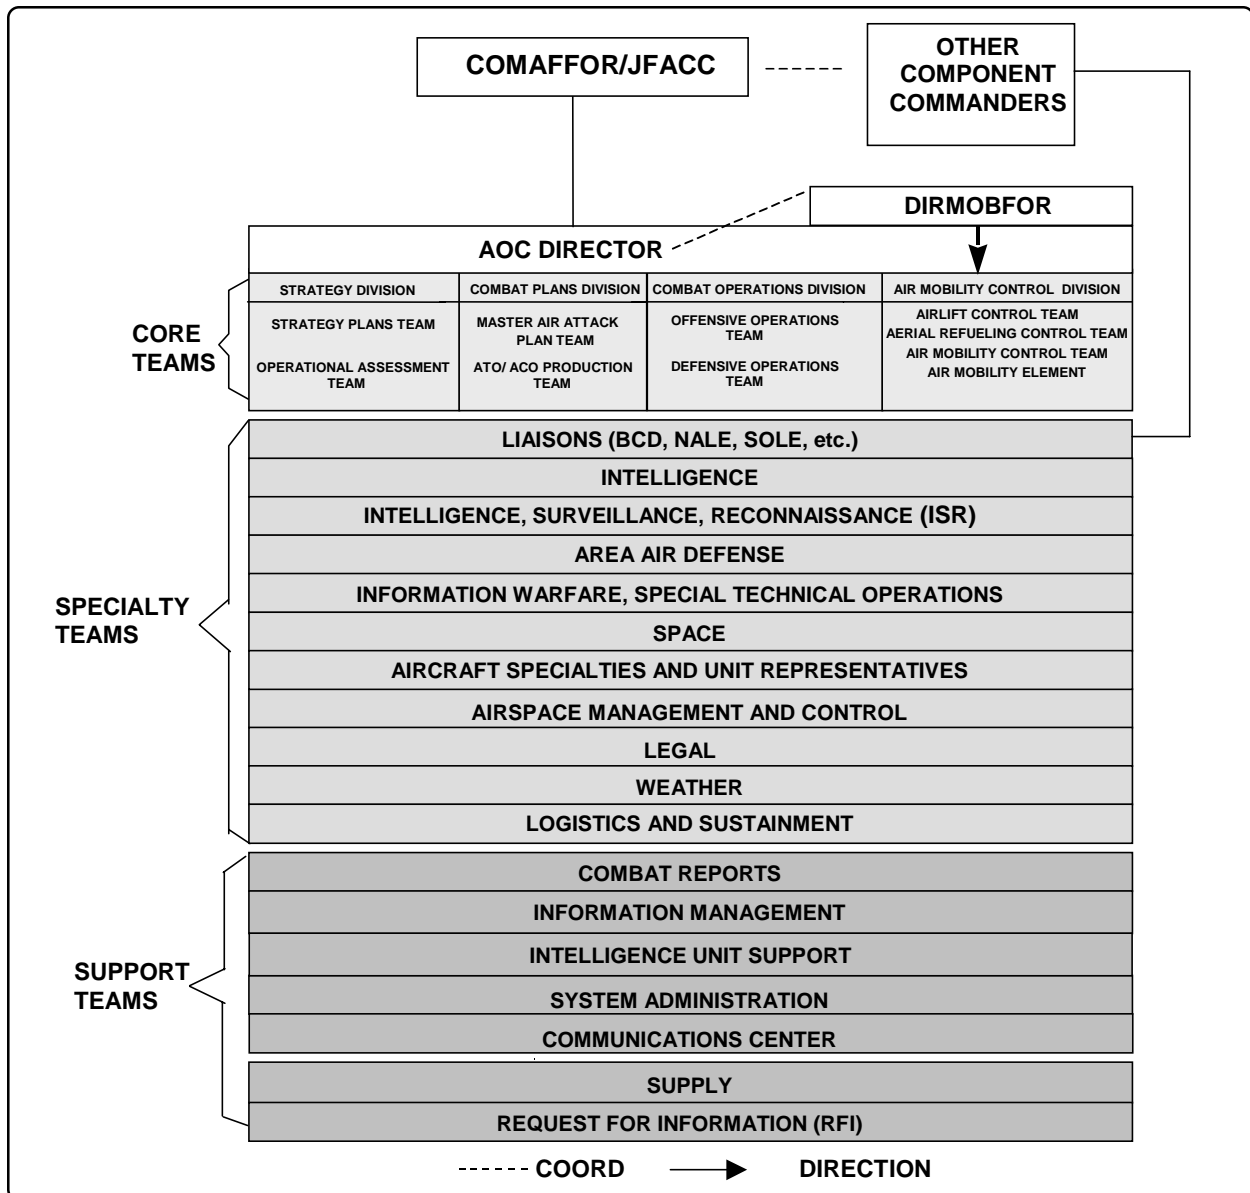 COMAFFOR/JFACC
OTHER
COMPONENT
COMMANDERS
DIRMOBFOR
AOC DIRECTOR
CORE
TEAMS
STRATEGY DIVISION
STRATEGY PLANS TEAM
OPERATIONAL ASSESSMENT
TEAM
COMBAT PLANS DIVISION
MASTER AIR ATTACK
PLAN TEAM
ATO/ ACO PRODUCTION
TEAM
COMBAT OPERATIONS DIVISION
OFFENSIVE OPERATIONS
TEAM
DEFENSIVE OPERATIONS
TEAM
AIR MOBILITY CONTROL DIVISION
AIRLIFT CONTROL TEAM
AERIAL REFUELING CONTROL TEAM
AIR MOBILITY CONTROL TEAM
AIR MOBILITY ELEMENT
SPECIALTY
TEAMS
LIAISONS (BCD, NALE, SOLE, etc.)
INTELLIGENCE
INTELLIGENCE, SURVEILLANCE, RECONNAISSANCE (ISR)
AREA AIR DEFENSE
INFORMATION WARFARE, SPECIAL TECHNICAL OPERATIONS
SPACE
AIRCRAFT SPECIALTIES AND UNIT REPRESENTATIVES
AIRSPACE MANAGEMENT AND CONTROL
LEGAL
WEATHER
LOGISTICS AND SUSTAINMENT
SUPPORT
TEAMS
COMBAT REPORTS
INFORMATION MANAGEMENT
INTELLIGENCE UNIT SUPPORT
SYSTEM ADMINISTRATION
COMMUNICATIONS CENTER
SUPPLY
REQUEST FOR INFORMATION (RFI)
COORD
DIRECTION